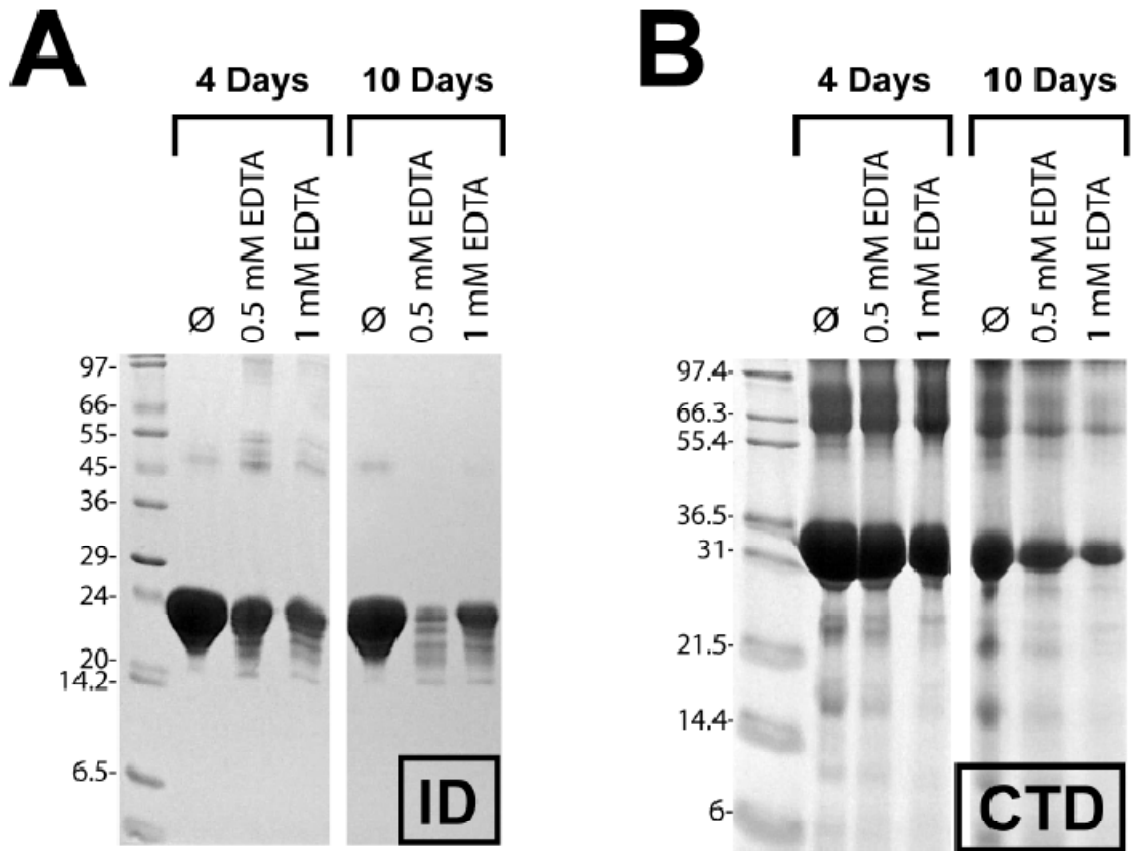 A
4 Days
10 Days
Ø
0.5 mM EDTA
1 mM EDTA
Ø
0.5 mM EDTA
1 mM EDTA
97-
66-
55-
45-
36-
29-
24-
20-
14.2-
6.5-
ID
B
4 Days
10 Days
Ø
0.5 mM EDTA
1 mM EDTA
Ø
0.5 mM EDTA
1 mM EDTA
97.4-
66.3-
55.4-
36.5-
31-
21.5-
14.4-
6-
CTD